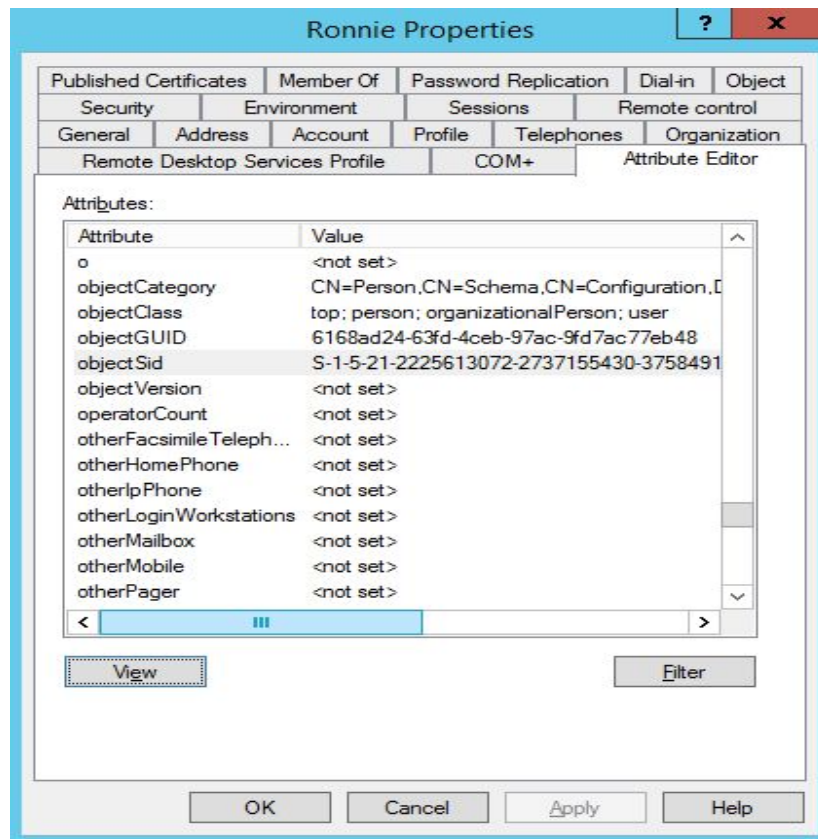 Ronnie Properties ? x
Published Certificates Member Of Password Replication Dial-in Object
Security Environment Sessions Remote control
General Address Account Profile Telephones Organization
Remote Desktop Services Profile COM+ Attribute Editor
Attributes:
Attribute Value
o <not set>
objectCategory CN=Person,CN=Schema,CN=Configuration,D
objectClass top; person; organizationalPerson; user
objectGUID 6168ad24-63fd-4ceb-97ac-9fd7ac77eb48
objectSid S-1-5-21-2225613072-2737155430-3758491
objectVersion <not set>
operatorCount <not set>
otherFacsimileTeleph... <not set>
otherHomePhone <not set>
otherIpPhone <not set>
otherLoginWorkstations <not set>
otherMailbox <not set>
otherMobile <not set>
otherPager <not set>
View Filter
OK Cancel Apply Help